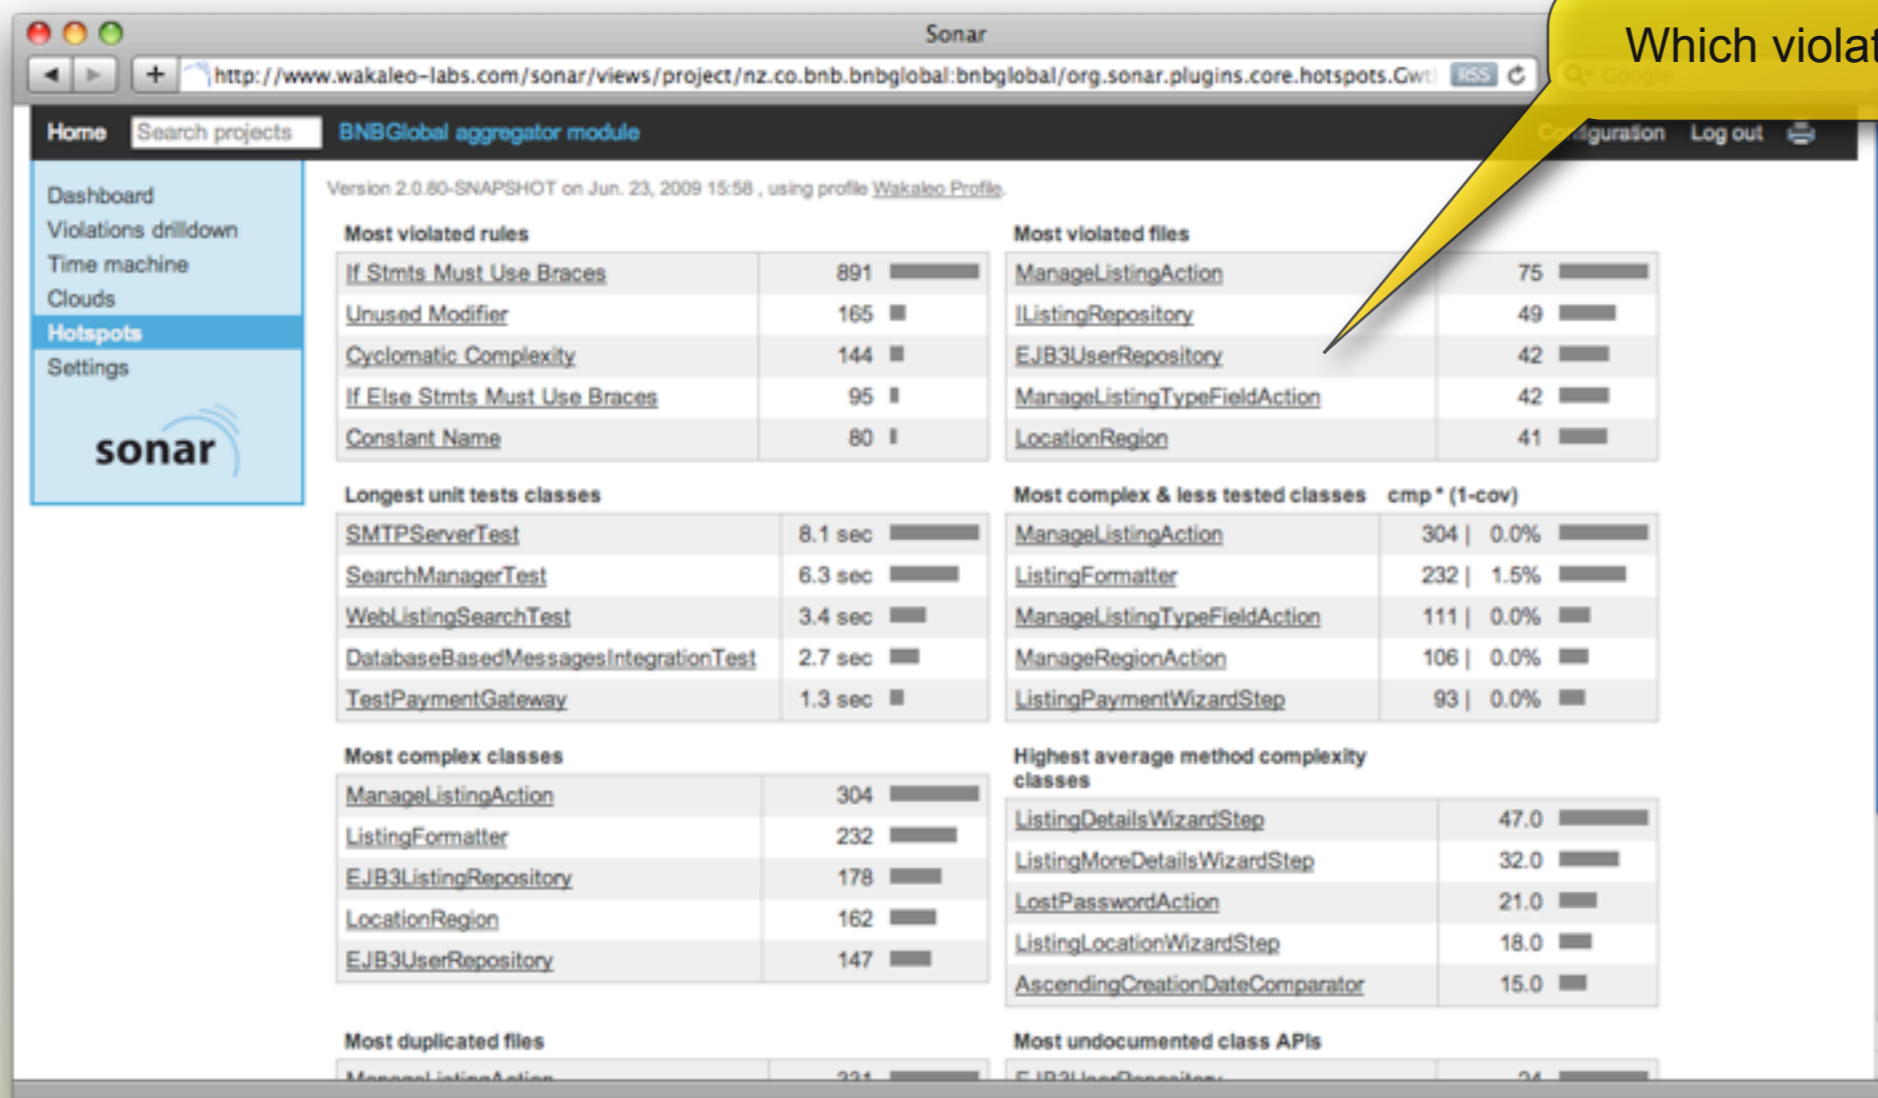 Sonar
Which violat
http://www.wakaleo-labs.com/sonar/views/project/nz.co.bnb.bnbglobal:bnbglobal/org.sonar.plugins.core.hotspots.Gwt
RSS
Google
Home
Search projects
BNBGlobal aggregator module
Configuration
Log out
Dashboard
Violations drilldown
Time machine
Clouds
Hotspots
Settings
sonar
Version 2.0.80-SNAPSHOT on Jun. 23, 2009 15:58 , using profile Wakaleo Profile.
Most violated rules
If Stmts Must Use Braces 891
Unused Modifier 165
Cyclomatic Complexity 144
If Else Stmts Must Use Braces 95
Constant Name 80
Most violated files
ManageListingAction 75
IListingRepository 49
EJB3UserRepository 42
ManageListingTypeFieldAction 42
LocationRegion 41
Longest unit tests classes
SMTPServerTest 8.1 sec
SearchManagerTest 6.3 sec
WebListingSearchTest 3.4 sec
DatabaseBasedMessagesIntegrationTest 2.7 sec
TestPaymentGateway 1.3 sec
Most complex & less tested classes cmp * (1-cov)
ManageListingAction 304 | 0.0%
ListingFormatter 232 | 1.5%
ManageListingTypeFieldAction 111 | 0.0%
ManageRegionAction 106 | 0.0%
ListingPaymentWizardStep 93 | 0.0%
Most complex classes
ManageListingAction 304
ListingFormatter 232
EJB3ListingRepository 178
LocationRegion 162
EJB3UserRepository 147
Highest average method complexity
classes
ListingDetailsWizardStep 47.0
ListingMoreDetailsWizardStep 32.0
LostPasswordAction 21.0
ListingLocationWizardStep 18.0
AscendingCreationDateComparator 15.0
Most duplicated files
ManageListingAction 231
Most undocumented class APIs
EJB3UserRepository 24